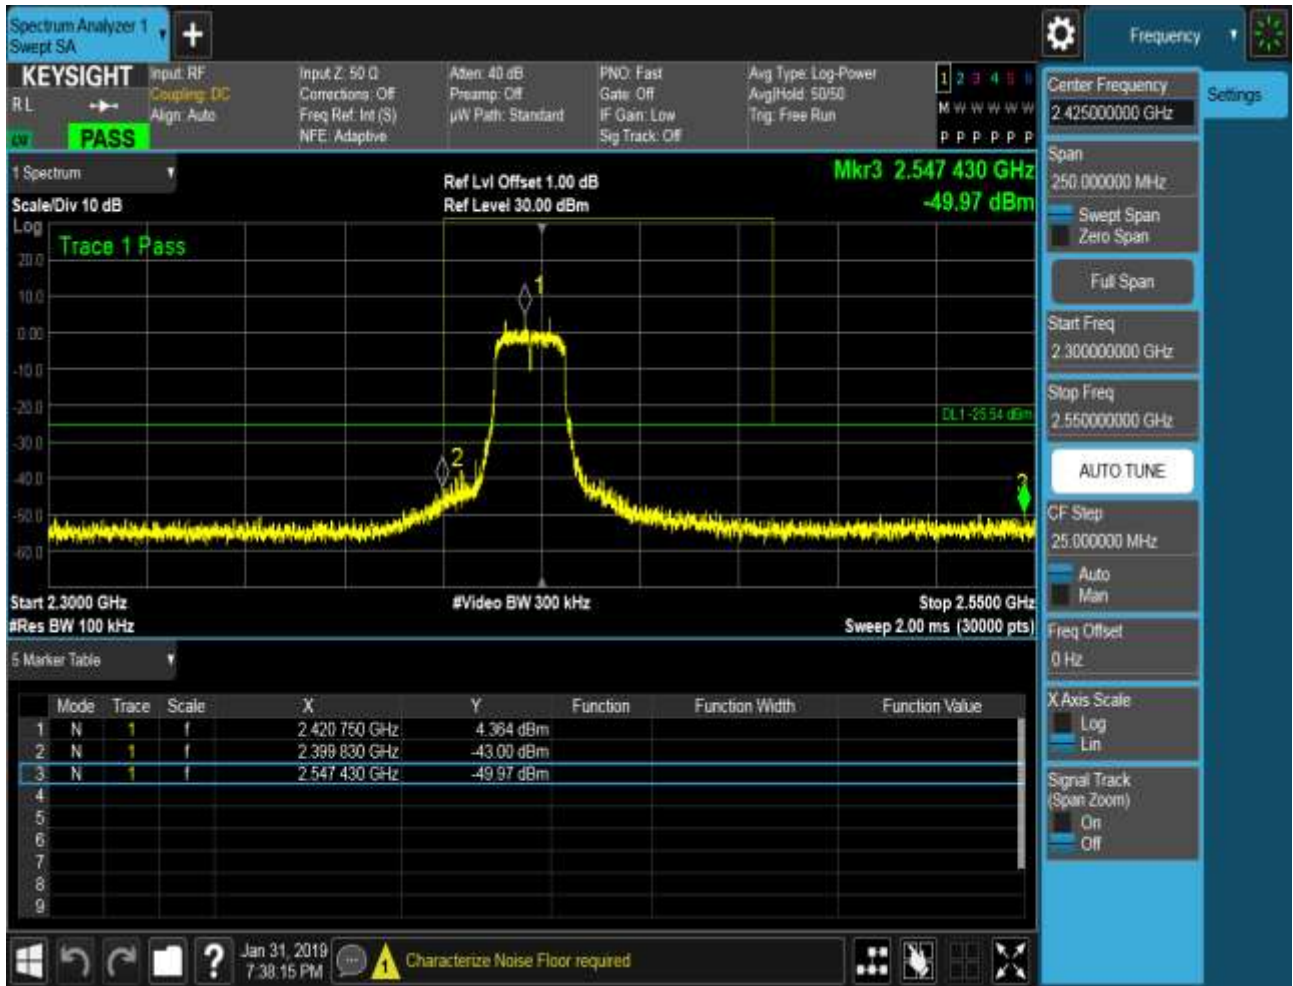 Spectrum Analyzer 1
Swept SA
+
Frequency
KEYSIGHT
R L
PASS
Input: RF
Coupling: DC
Align: Auto
Input Z: 50 Ω
Corrections: Off
Freq Ref: Int (S)
NFE: Adaptive
Atten: 40 dB
Preamp: Off
µW Path: Standard
PNO: Fast
Gate: Off
IF Gain: Low
Sig Track: Off
Avg Type: Log-Power
Avg|Hold: 50/50
Trig: Free Run
1 2 3 4 5 6
M W W W W W
P P P P P P
1 Spectrum
Scale/Div 10 dB
Ref Lvl Offset 1.00 dB
Ref Level 30.00 dBm
Mkr3 2.547 430 GHz
-49.97 dBm
Log
Trace 1 Pass
20.0
10.0
0.00
-10.0
-20.0
-30.0
-40.0
-50.0
-60.0
1
2
3
DL1 -25.54 dBm
Start 2.3000 GHz
#Res BW 100 kHz
#Video BW 300 kHz
Stop 2.5500 GHz
Sweep 2.00 ms (30000 pts)
5 Marker Table
Mode Trace Scale X Y Function Function Width Function Value
1 N 1 f 2.420 750 GHz 4.364 dBm
2 N 1 f 2.399 830 GHz -43.00 dBm
3 N 1 f 2.547 430 GHz -49.97 dBm
4
5
6
7
8
9
Jan 31, 2019
7:38:15 PM
?
1
Characterize Noise Floor required
Center Frequency
2.425000000 GHz
Settings
Span
250.000000 MHz
Swept Span
Zero Span
Full Span
Start Freq
2.300000000 GHz
Stop Freq
2.550000000 GHz
AUTO TUNE
CF Step
25.000000 MHz
Auto
Man
Freq Offset
0 Hz
X Axis Scale
Log
Lin
Signal Track
(Span Zoom)
On
Off